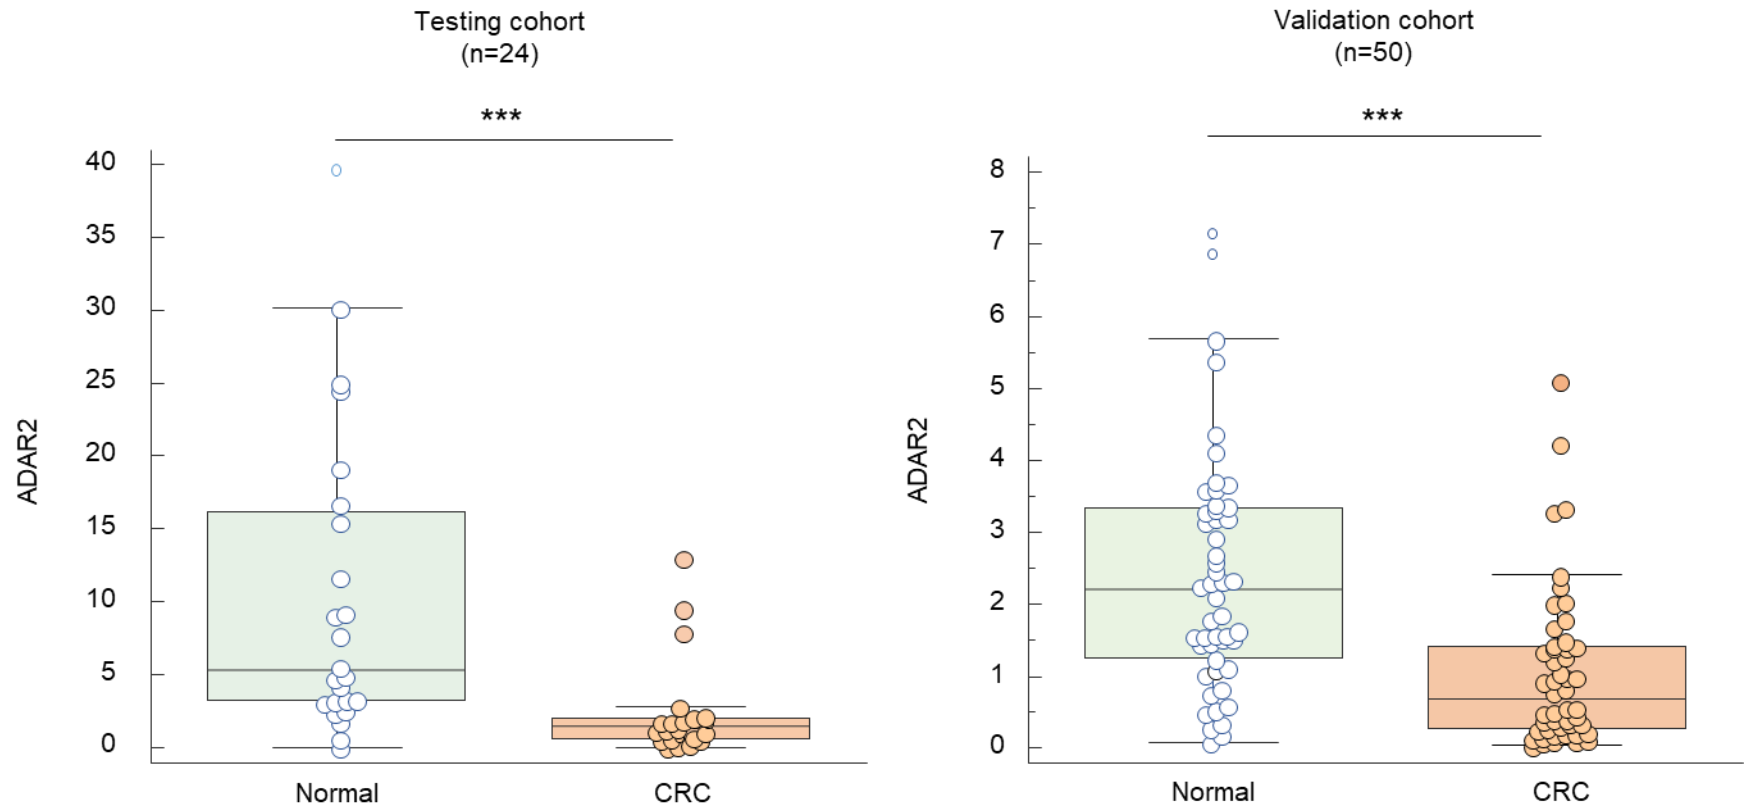 Testing cohort
(n=24)
***
40
35
30
25
20
15
10
5
0
ADAR2
Normal
CRC
Validation cohort
(n=50)
***
8
7
6
5
4
3
2
1
0
ADAR2
Normal
CRC